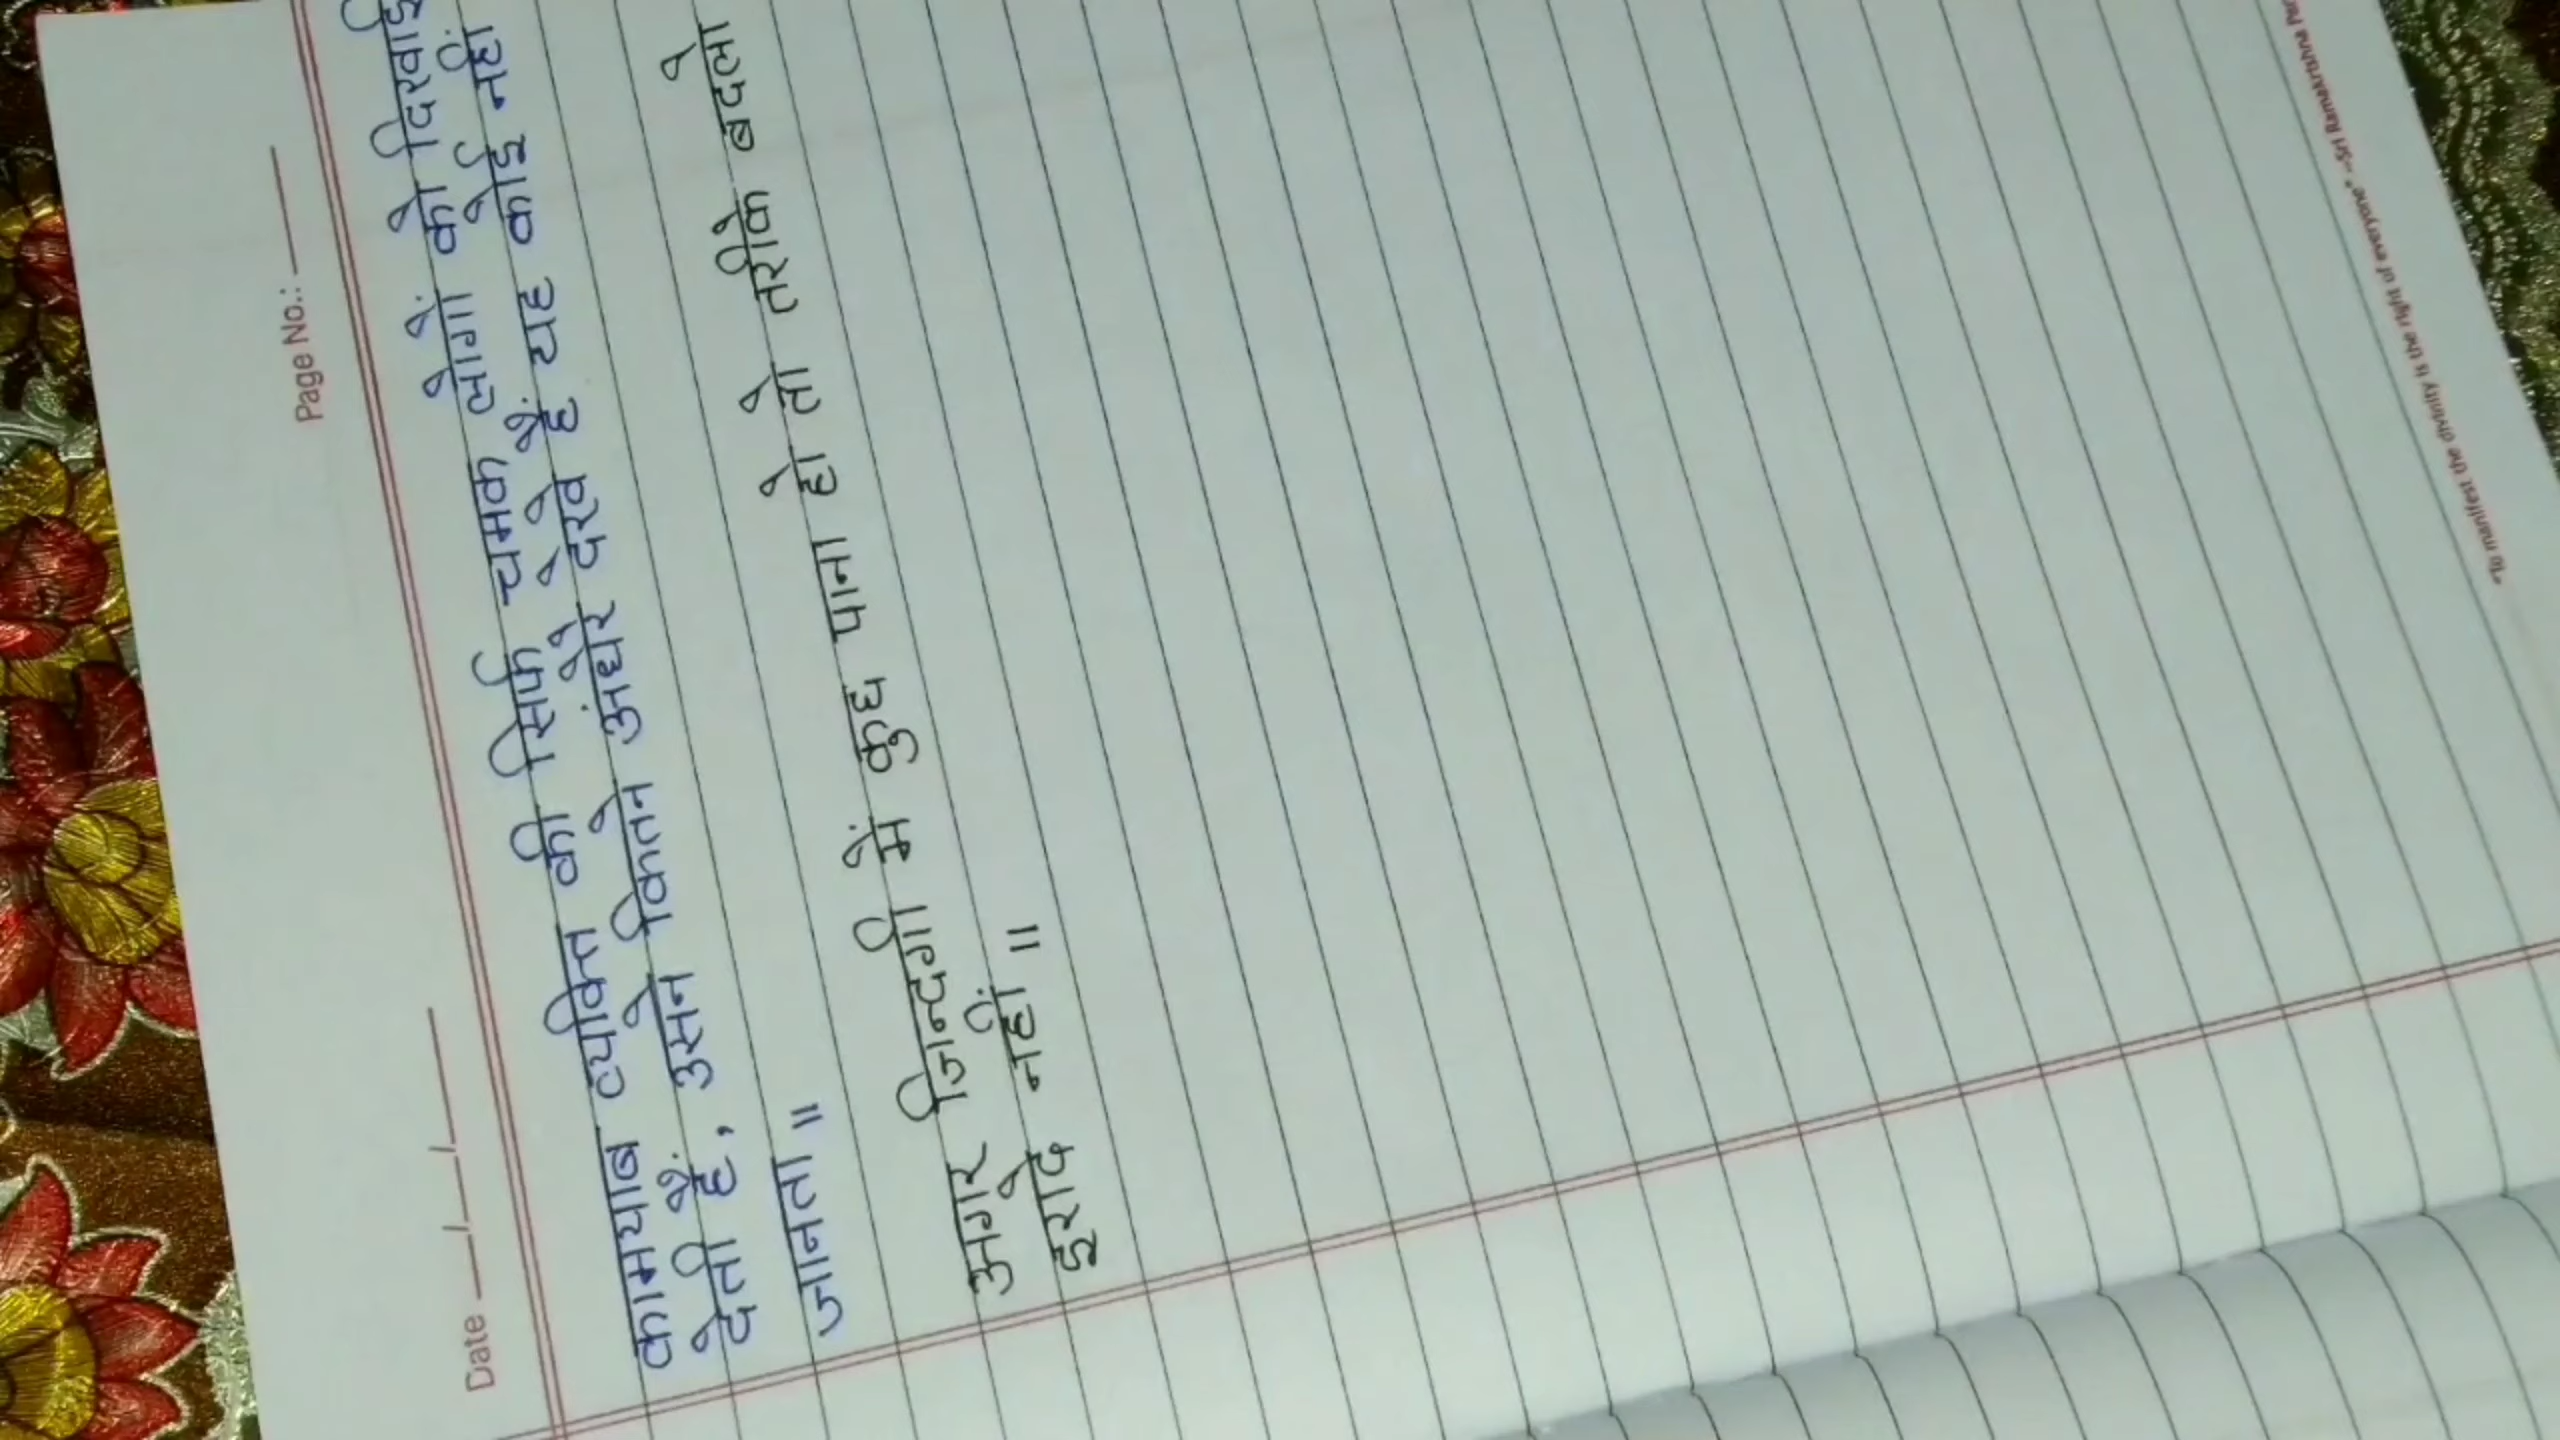 Page No.:
Date
कामयाब व्यक्ति की सिर्फ चमक लोगों को दिखाई
देती हैं, उसने कितने अंधेरे देखे हैं यह कोई नहीं
जानता ॥
अगर जिन्दगी में कुछ पाना हो तो तरीके बदलो
इरादे नहीं ॥
"To manifest the divinity is the right of everyone" -Sri Ramakrishna